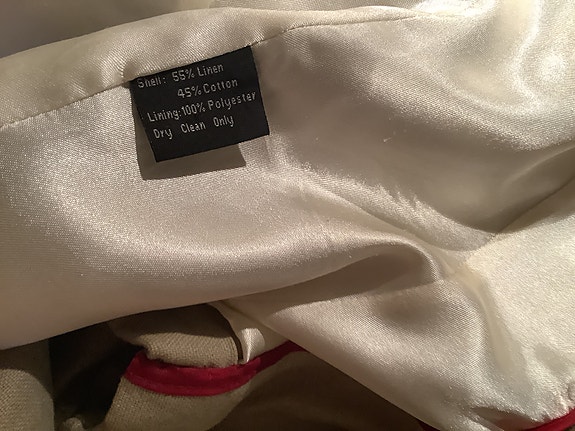 Shell: 55% Linen
45% Cotton
Lining:100% Polyester
Dry Clean Only